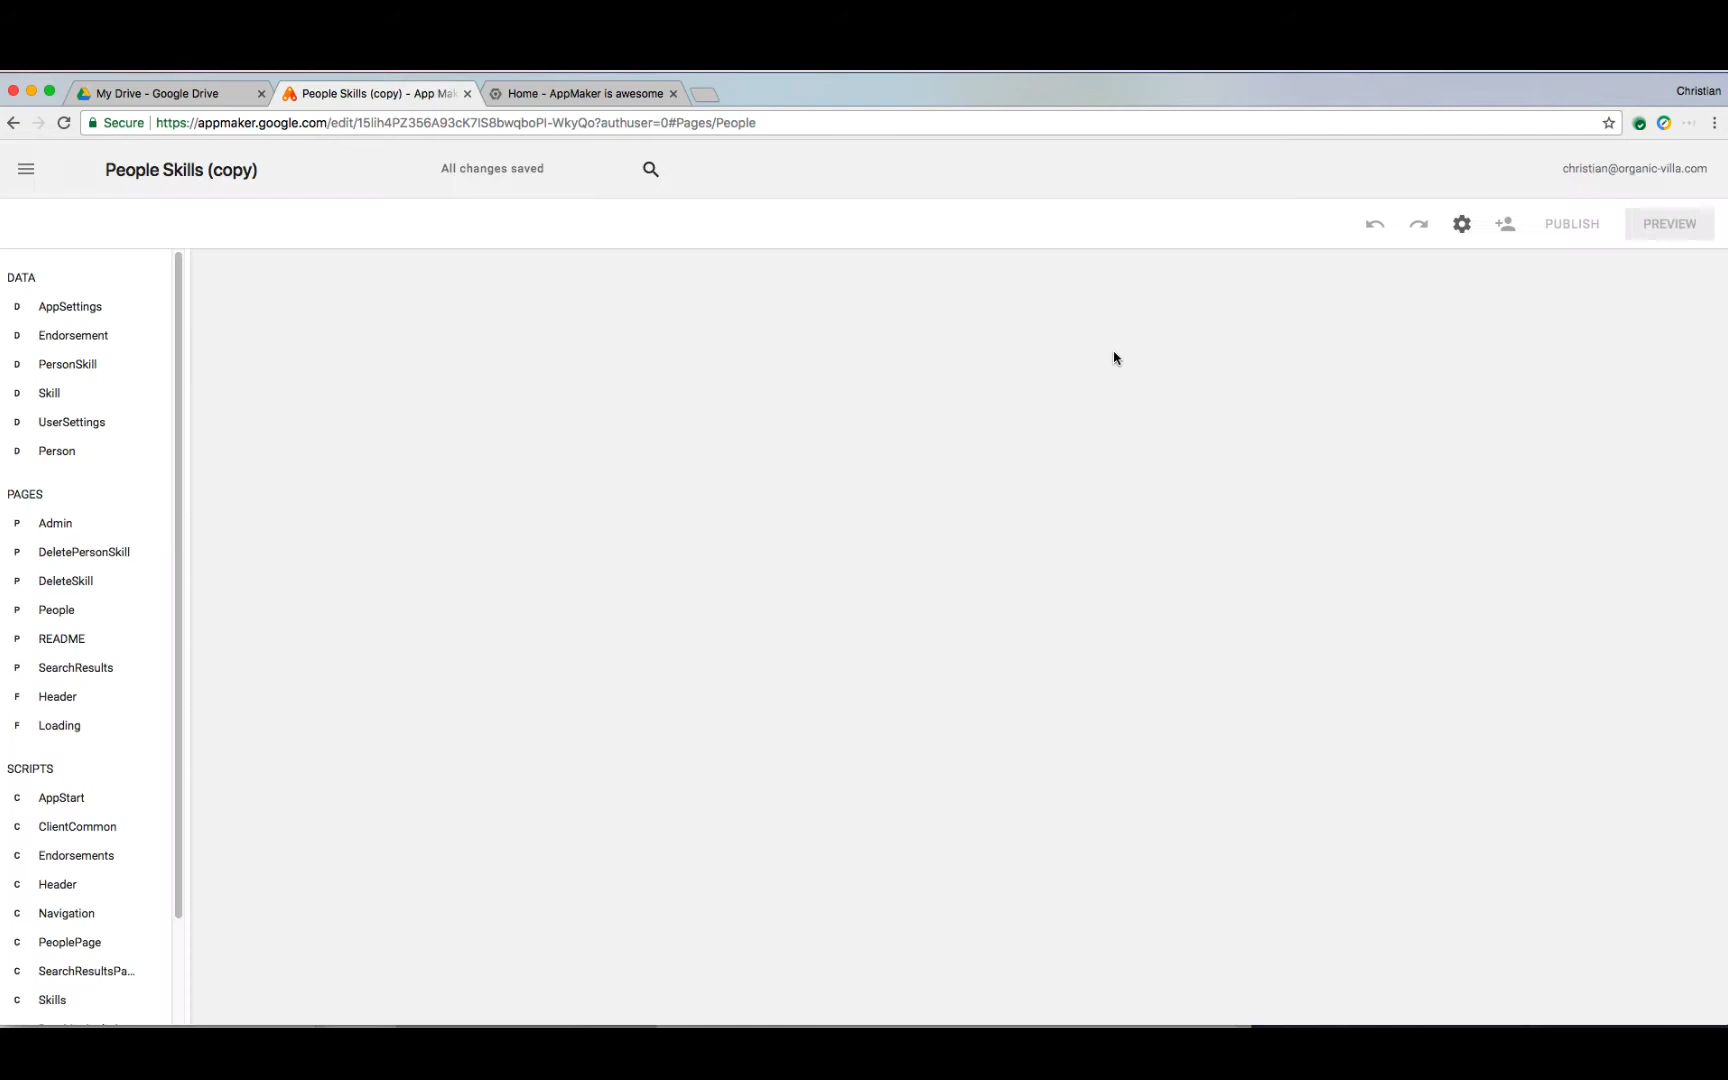 My Drive - Google Drive
People Skills (copy) - App Mak
Home - AppMaker is awesome
Christian
Secure
https://appmaker.google.com/edit/15lih4PZ356A93cK7lS8bwqboPl-WkyQo?authuser=0#Pages/People
People Skills (copy)
All changes saved
christian@organic-villa.com
PUBLISH
PREVIEW
DATA
D AppSettings
D Endorsement
D PersonSkill
D Skill
D UserSettings
D Person
PAGES
P Admin
P DeletePersonSkill
P DeleteSkill
P People
P README
P SearchResults
F Header
F Loading
SCRIPTS
C AppStart
C ClientCommon
C Endorsements
C Header
C Navigation
C PeoplePage
C SearchResultsPa...
C Skills